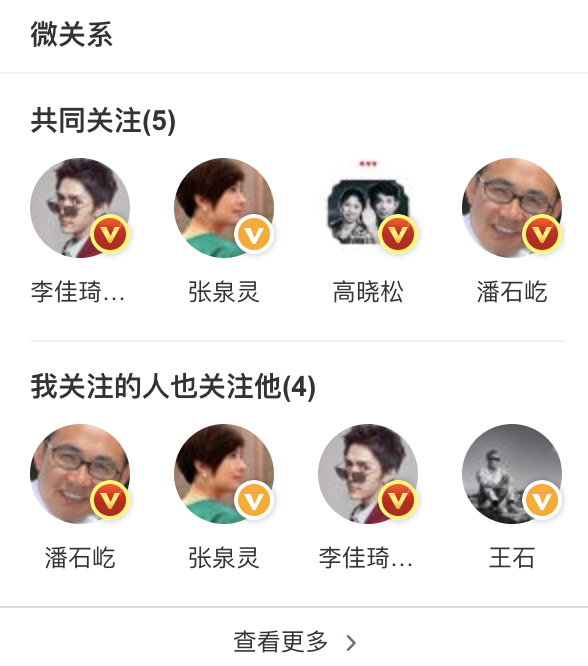 微关系
共同关注(5)
李佳琦… 张泉灵 高晓松 潘石屹
我关注的人也关注他(4)
潘石屹 张泉灵 李佳琦… 王石
查看更多